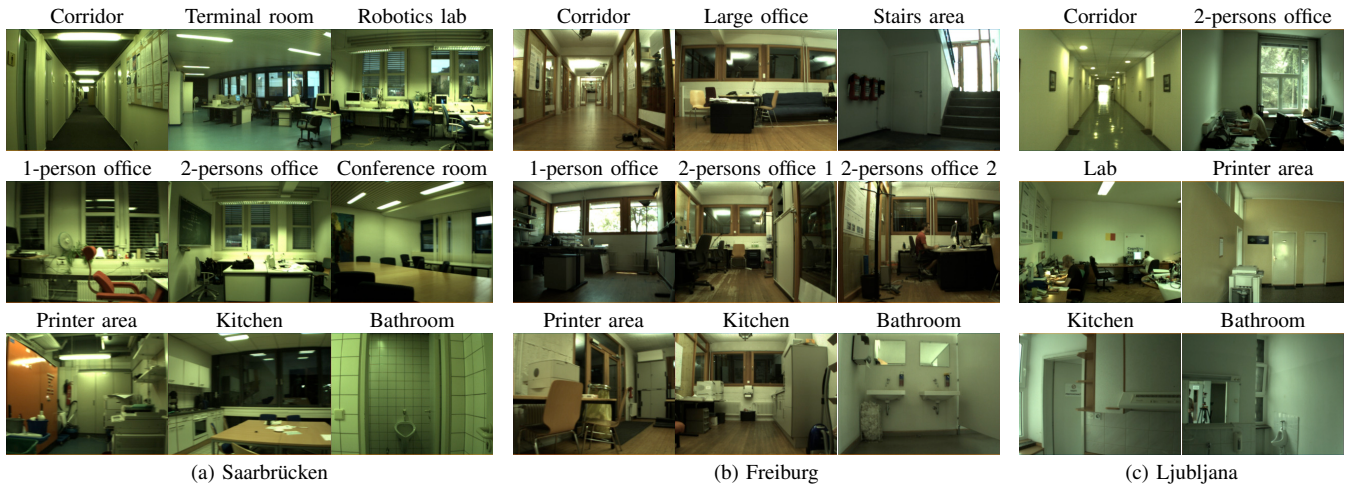 Corridor Terminal room Robotics lab Corridor Large office Stairs area Corridor 2-persons office
1-person office 2-persons office Conference room 1-person office 2-persons office 1 2-persons office 2 Lab Printer area
Printer area Kitchen Bathroom Printer area Kitchen Bathroom Kitchen Bathroom
(a) Saarbrücken (b) Freiburg (c) Ljubljana